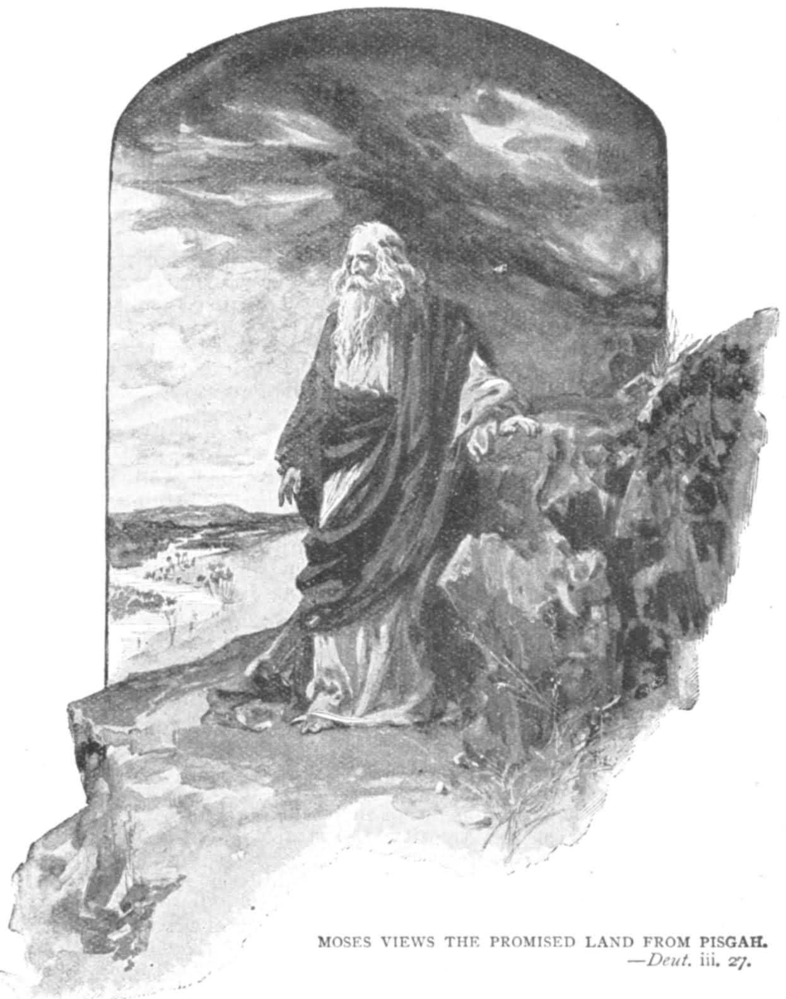 MOSES VIEWS THE PROMISED LAND FROM PISGAH.
—Deut. iii. 27.